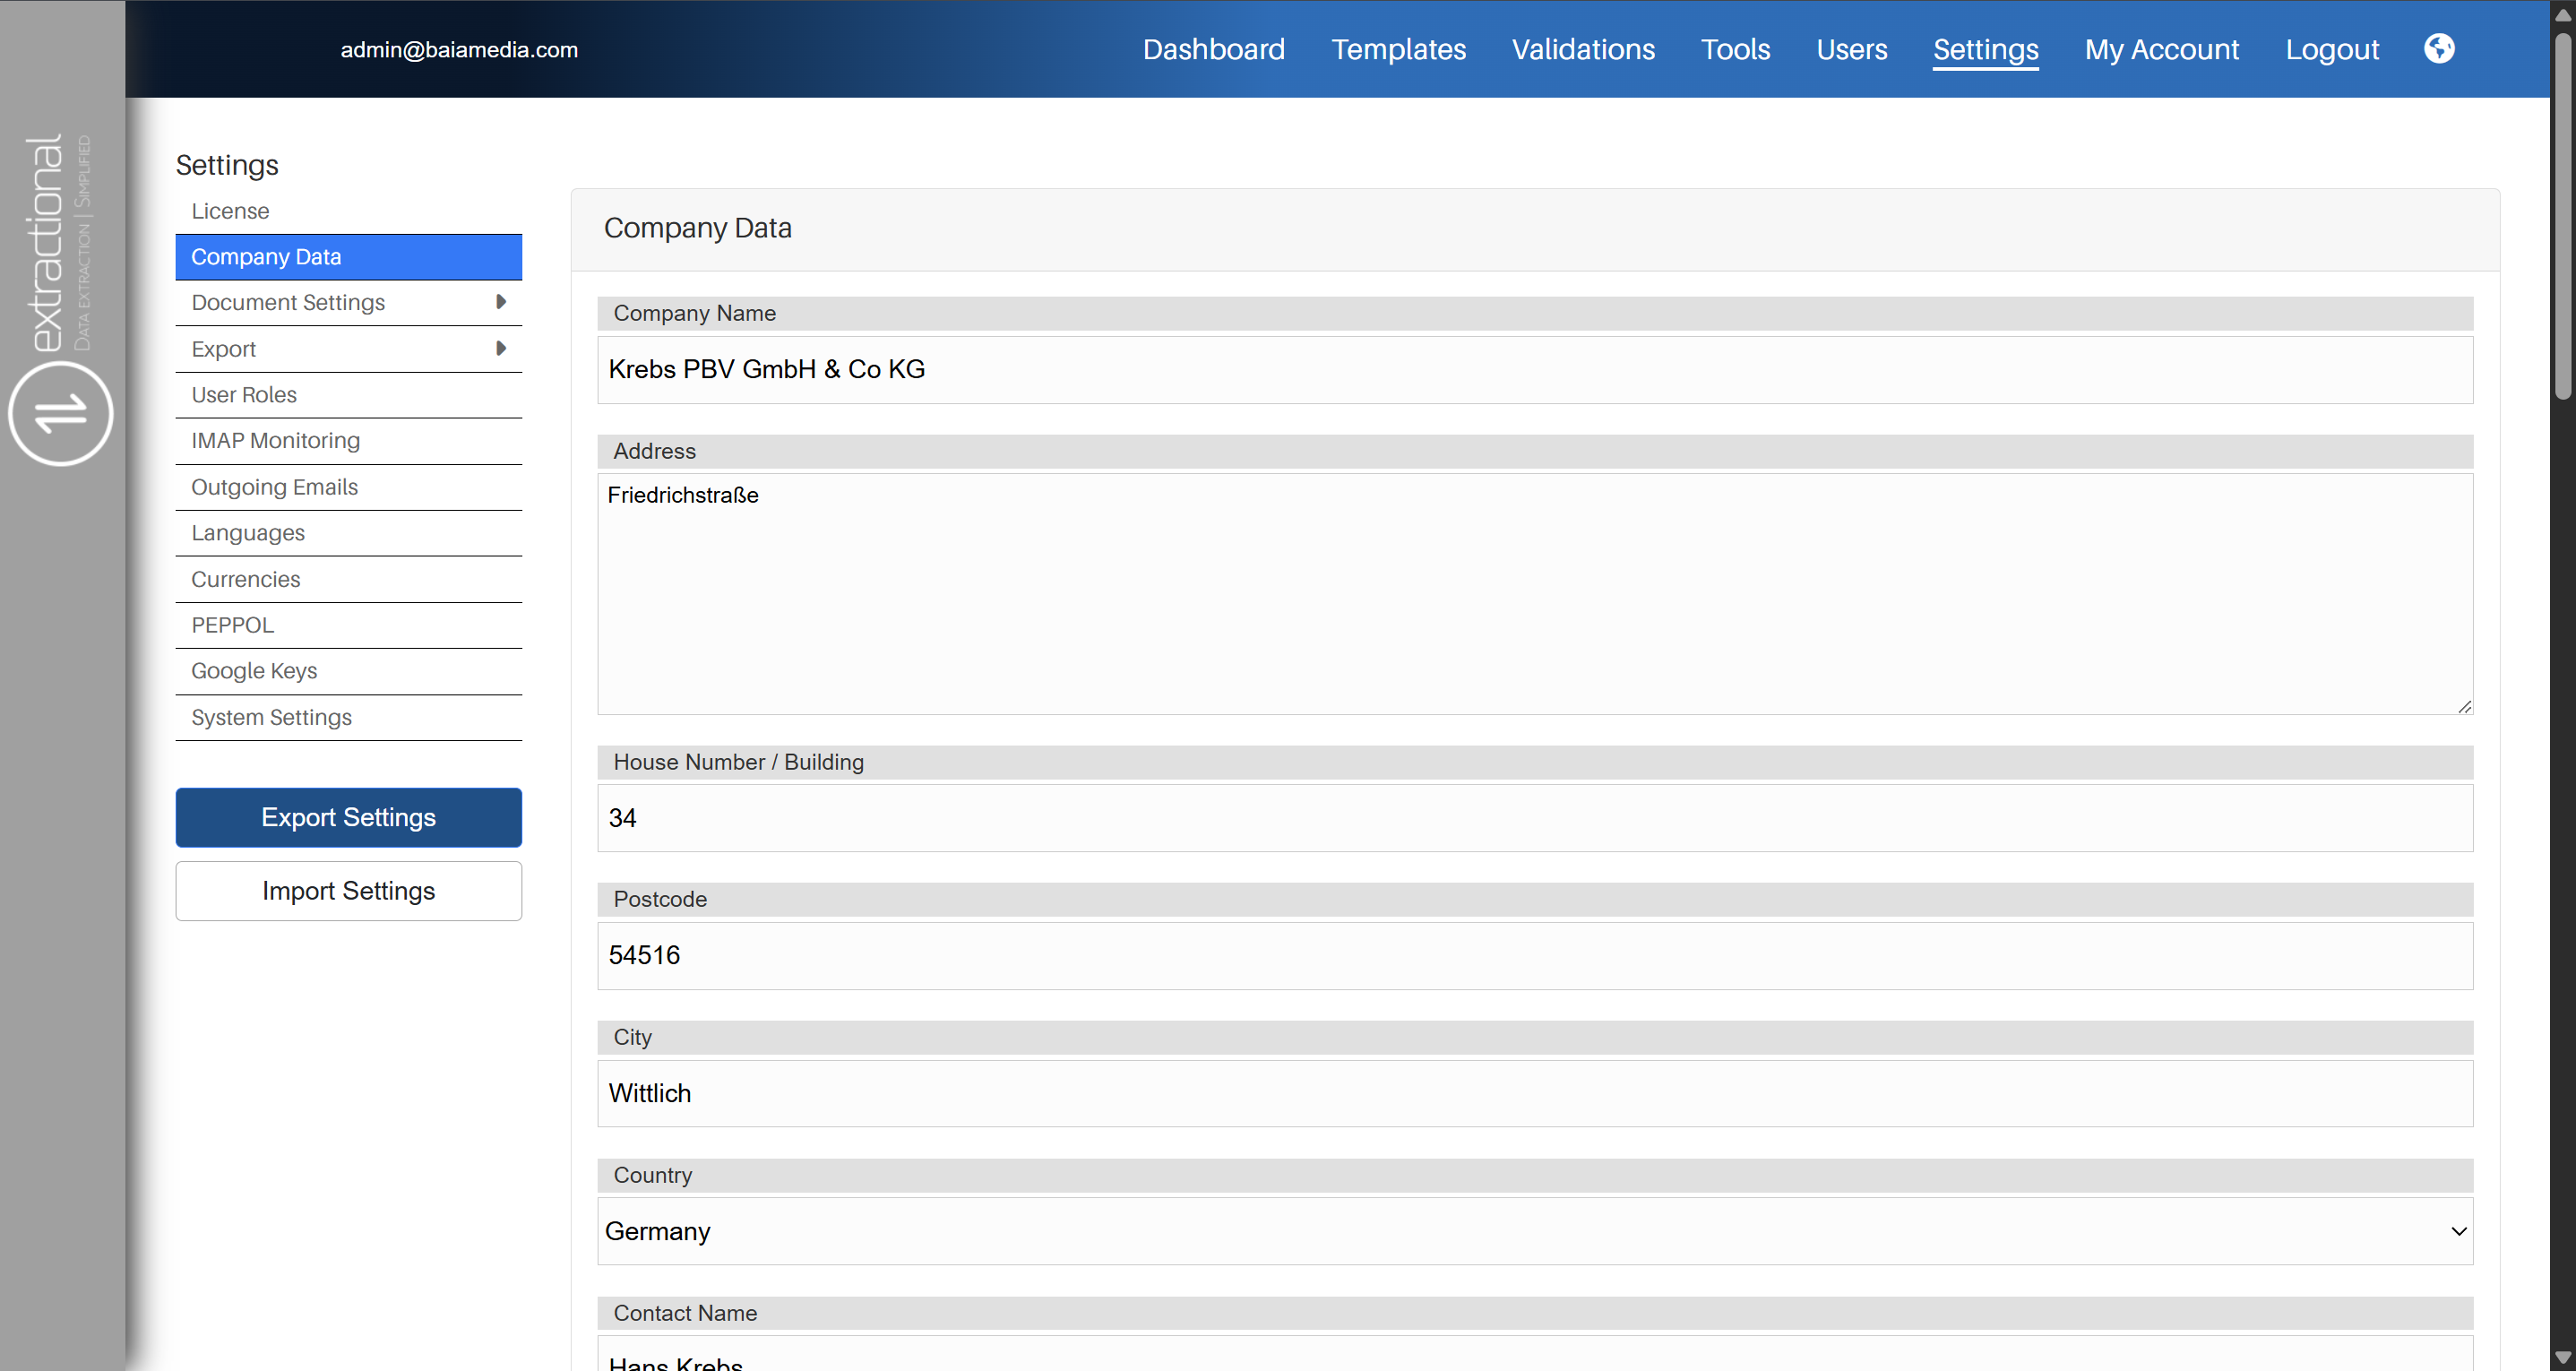 extractional
DATA EXTRACTION | SIMPLIFIED
admin@baiamedia.com
Dashboard
Templates
Validations
Tools
Users
Settings
My Account
Logout
Settings
License
Company Data
Document Settings
Export
User Roles
IMAP Monitoring
Outgoing Emails
Languages
Currencies
PEPPOL
Google Keys
System Settings
Export Settings
Import Settings
Company Data
Company Name
Krebs PBV GmbH & Co KG
Address
Friedrichstraße
House Number / Building
34
Postcode
54516
City
Wittlich
Country
Germany
Contact Name
Hans Krebs